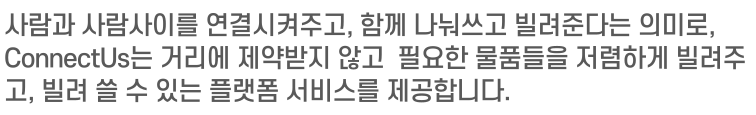 사람과 사람사이를 연결시켜주고, 함께 나눠쓰고 빌려준다는 의미로,
ConnectUs는 거리에 제약받지 않고  필요한 물품들을 저렴하게 빌려주
고, 빌려 쓸 수 있는 플랫폼 서비스를 제공합니다.